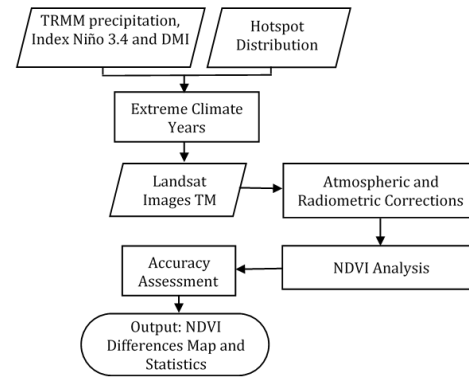 TRMM precipitation,
Index Niño 3.4 and DMI
Hotspot
Distribution
Extreme Climate
Years
Landsat
Images TM
Atmospheric and
Radiometric Corrections
NDVI Analysis
Accuracy
Assessment
Output: NDVI
Differences Map and
Statistics